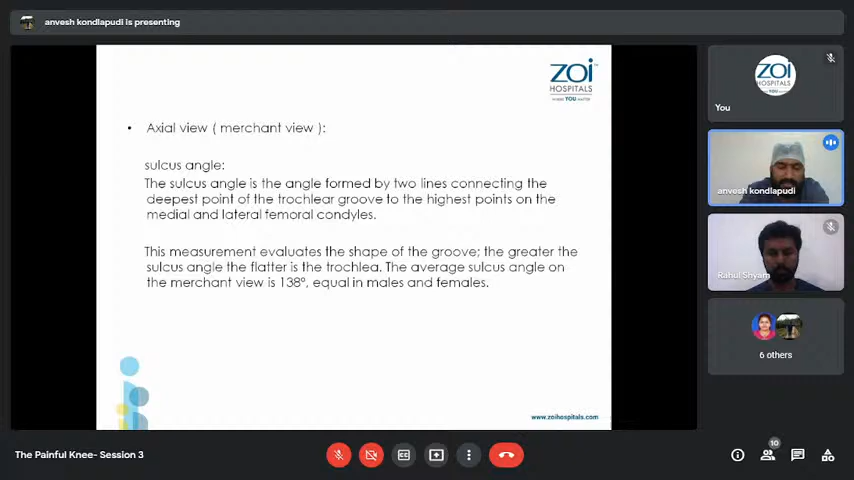 anvesh kondlapudi is presenting
ZOI
HOSPITALS
WHERE YOU MATTER
• Axial view ( merchant view ):
sulcus angle:
The sulcus angle is the angle formed by two lines connecting the
deepest point of the trochlear groove to the highest points on the
medial and lateral femoral condyles.
This measurement evaluates the shape of the groove; the greater the
sulcus angle the flatter is the trochlea. The average sulcus angle on
the merchant view is 138°, equal in males and females.
www.zoihospitals.com
ZOI
HOSPITALS
You
anvesh kondlapudi
Rahul Shyam
6 others
The Painful Knee- Session 3
10